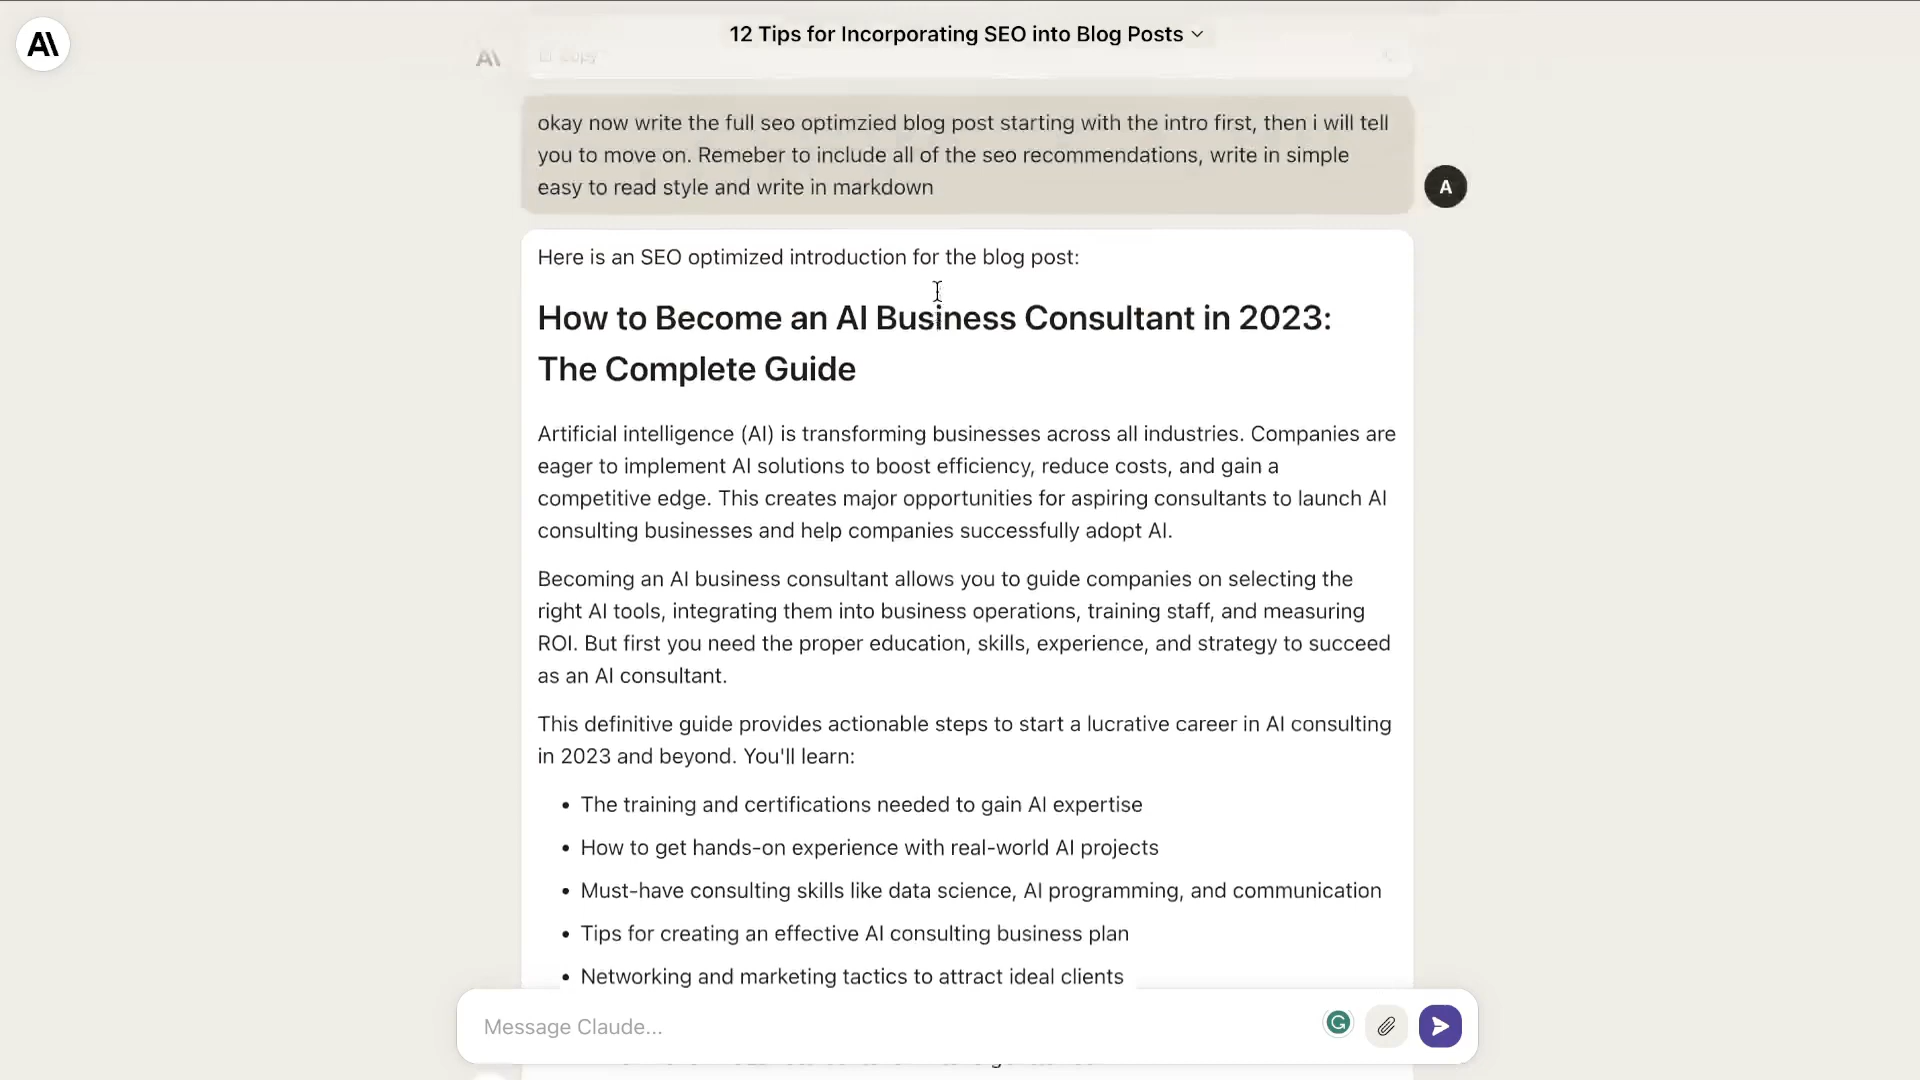 12 Tips for Incorporating SEO into Blog Posts
Copy
okay now write the full seo optimzied blog post starting with the intro first, then i will tell
you to move on. Remeber to include all of the seo recommendations, write in simple
easy to read style and write in markdown
A
Here is an SEO optimized introduction for the blog post:
How to Become an AI Business Consultant in 2023:
The Complete Guide
Artificial intelligence (AI) is transforming businesses across all industries. Companies are
eager to implement AI solutions to boost efficiency, reduce costs, and gain a
competitive edge. This creates major opportunities for aspiring consultants to launch AI
consulting businesses and help companies successfully adopt AI.
Becoming an AI business consultant allows you to guide companies on selecting the
right AI tools, integrating them into business operations, training staff, and measuring
ROI. But first you need the proper education, skills, experience, and strategy to succeed
as an AI consultant.
This definitive guide provides actionable steps to start a lucrative career in AI consulting
in 2023 and beyond. You'll learn:
• The training and certifications needed to gain AI expertise
• How to get hands-on experience with real-world AI projects
• Must-have consulting skills like data science, AI programming, and communication
• Tips for creating an effective AI consulting business plan
• Networking and marketing tactics to attract ideal clients
Message Claude...